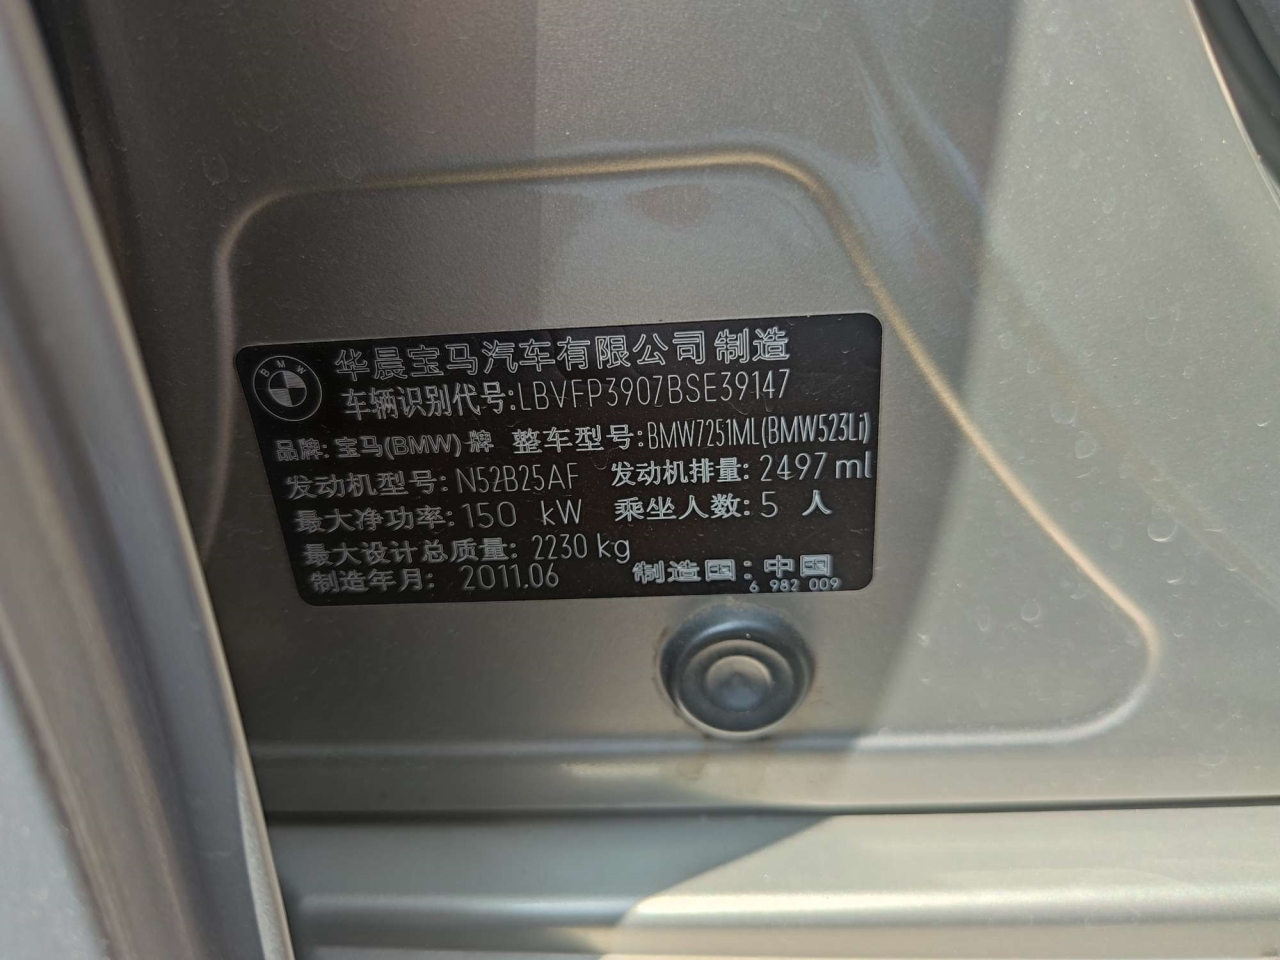 BMW
华晨宝马汽车有限公司 制造
车辆识别代号:LBVFP3907BSE39147
品牌: 宝马(BMW) 牌 整车型号:BMW7251ML(BMW523Li)
发动机型号: N52B25AF 发动机排量: 2497 ml
最大净功率: 150 kW 乘坐人数: 5 人
最大设计总质量: 2230 kg
制造年月: 2011.06 制造国: 中国
6 982 009